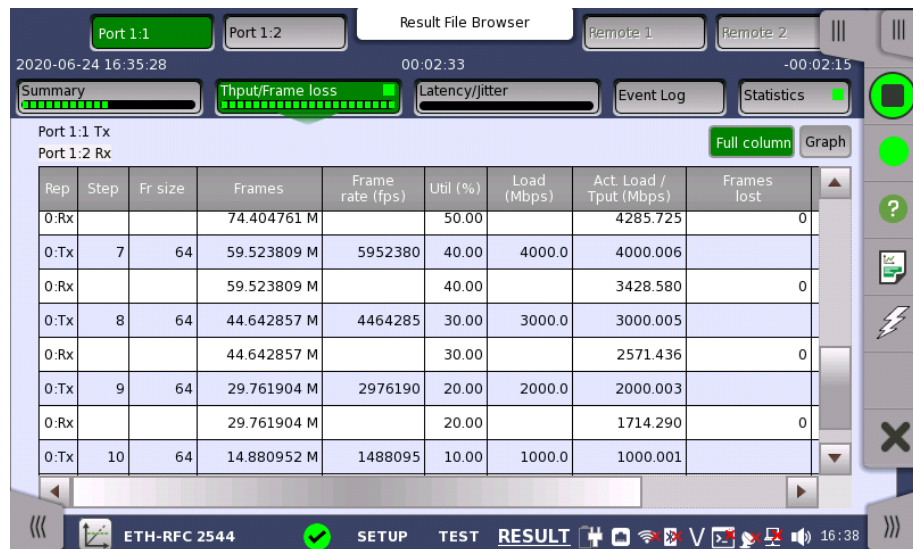 Result File Browser
Port 1:1 Port 1:2 Remote 1 Remote 2
2020-06-24 16:35:28 00:02:33 -00:02:15
Summary Thput/Frame loss Latency/Jitter Event Log Statistics
Port 1:1 Tx
Port 1:2 Rx
Full column Graph
Rep Step Fr size Frames Frame rate (fps) Util (%) Load (Mbps) Act. Load / Tput (Mbps) Frames lost
0:Rx 74.404761 M 50.00 4285.725 0
0:Tx 7 64 59.523809 M 5952380 40.00 4000.0 4000.006
0:Rx 59.523809 M 40.00 3428.580 0
0:Tx 8 64 44.642857 M 4464285 30.00 3000.0 3000.005
0:Rx 44.642857 M 30.00 2571.436 0
0:Tx 9 64 29.761904 M 2976190 20.00 2000.0 2000.003
0:Rx 29.761904 M 20.00 1714.290 0
0:Tx 10 64 14.880952 M 1488095 10.00 1000.0 1000.001
ETH-RFC 2544 SETUP TEST RESULT V 16:38